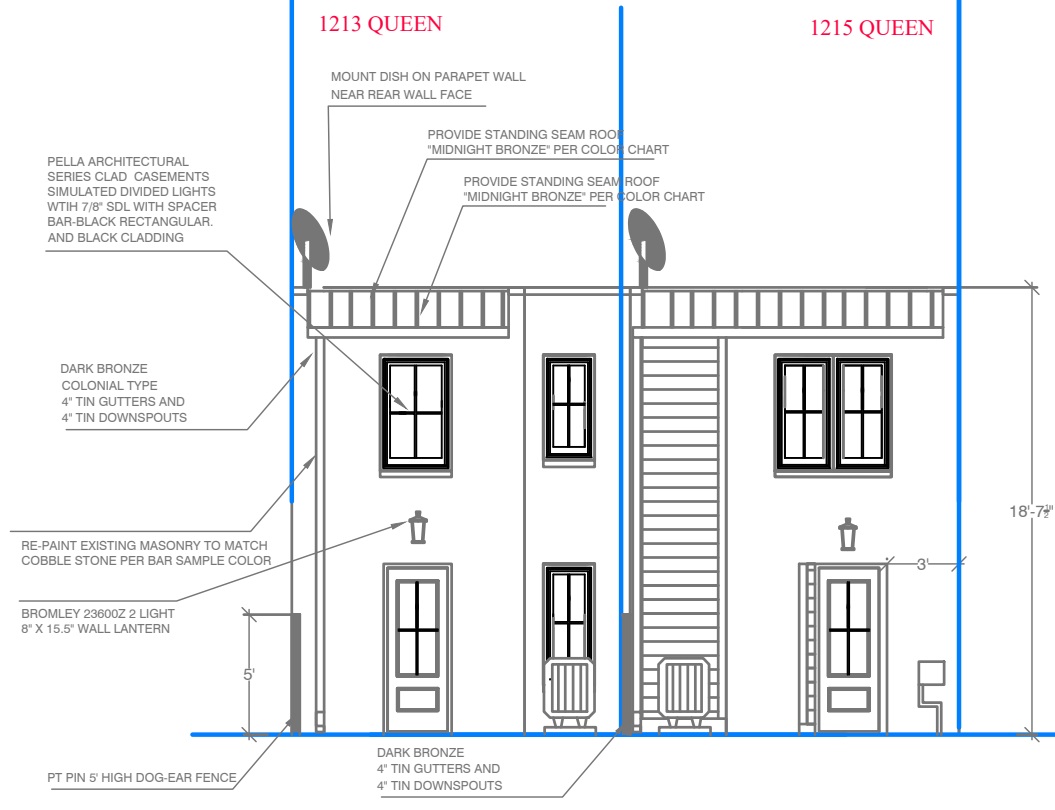 1213 QUEEN
1215 QUEEN
MOUNT DISH ON PARAPET WALL
NEAR REAR WALL FACE
PROVIDE STANDING SEAM ROOF
"MIDNIGHT BRONZE" PER COLOR CHART
PROVIDE STANDING SEAM ROOF
"MIDNIGHT BRONZE" PER COLOR CHART
PELLA ARCHITECTURAL
SERIES CLAD CASEMENTS
SIMULATED DIVIDED LIGHTS
WTIH 7/8" SDL WITH SPACER
BAR-BLACK RECTANGULAR.
AND BLACK CLADDING
DARK BRONZE
COLONIAL TYPE
4" TIN GUTTERS AND
4" TIN DOWNSPOUTS
18'-7 1/2"
RE-PAINT EXISTING MASONRY TO MATCH
COBBLE STONE PER BAR SAMPLE COLOR
3'
BROMLEY 23600Z 2 LIGHT
8" X 15.5" WALL LANTERN
5'
DARK BRONZE
4" TIN GUTTERS AND
4" TIN DOWNSPOUTS
PT PIN 5' HIGH DOG-EAR FENCE